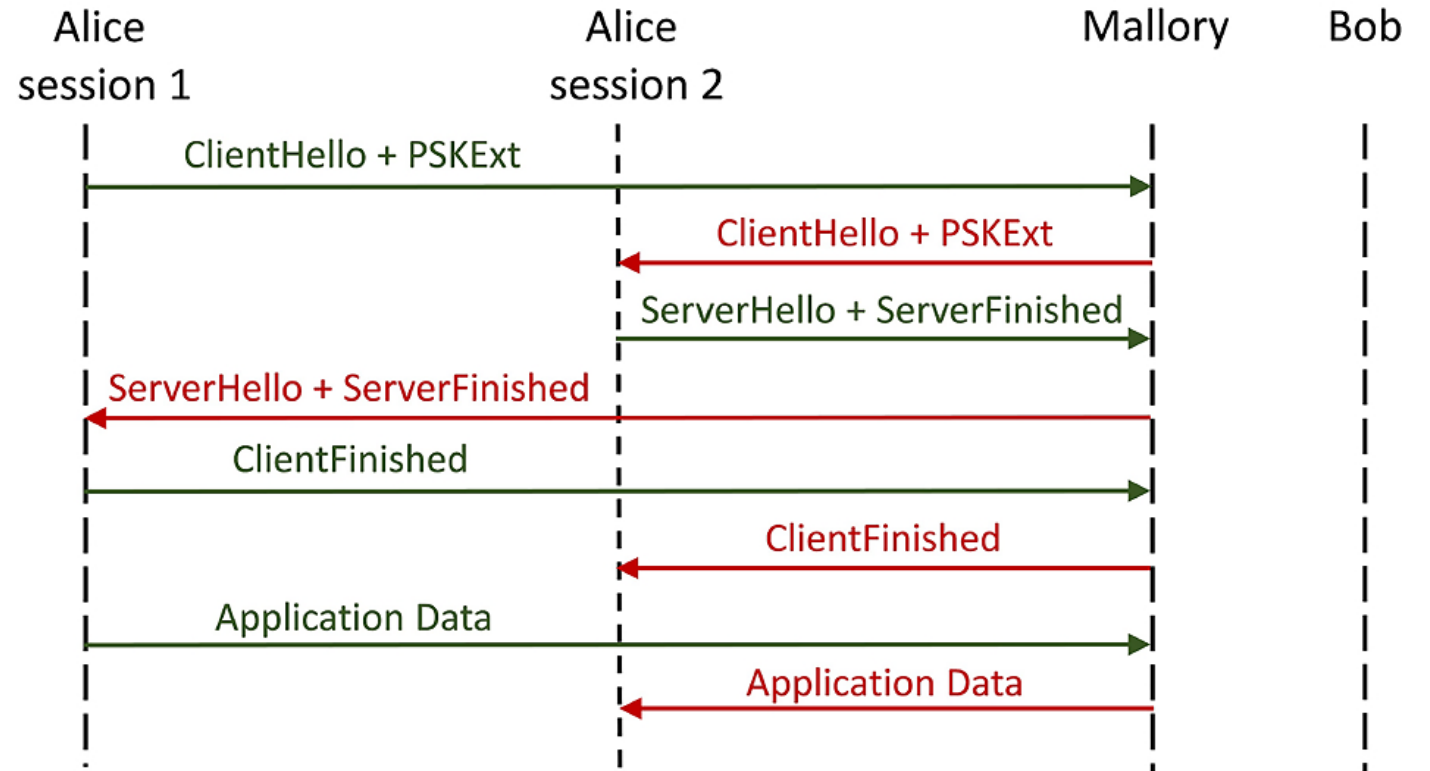 Alice
session 1
Alice
session 2
Mallory
Bob
ClientHello + PSKExt
ClientHello + PSKExt
ServerHello + ServerFinished
ServerHello + ServerFinished
ClientFinished
ClientFinished
Application Data
Application Data